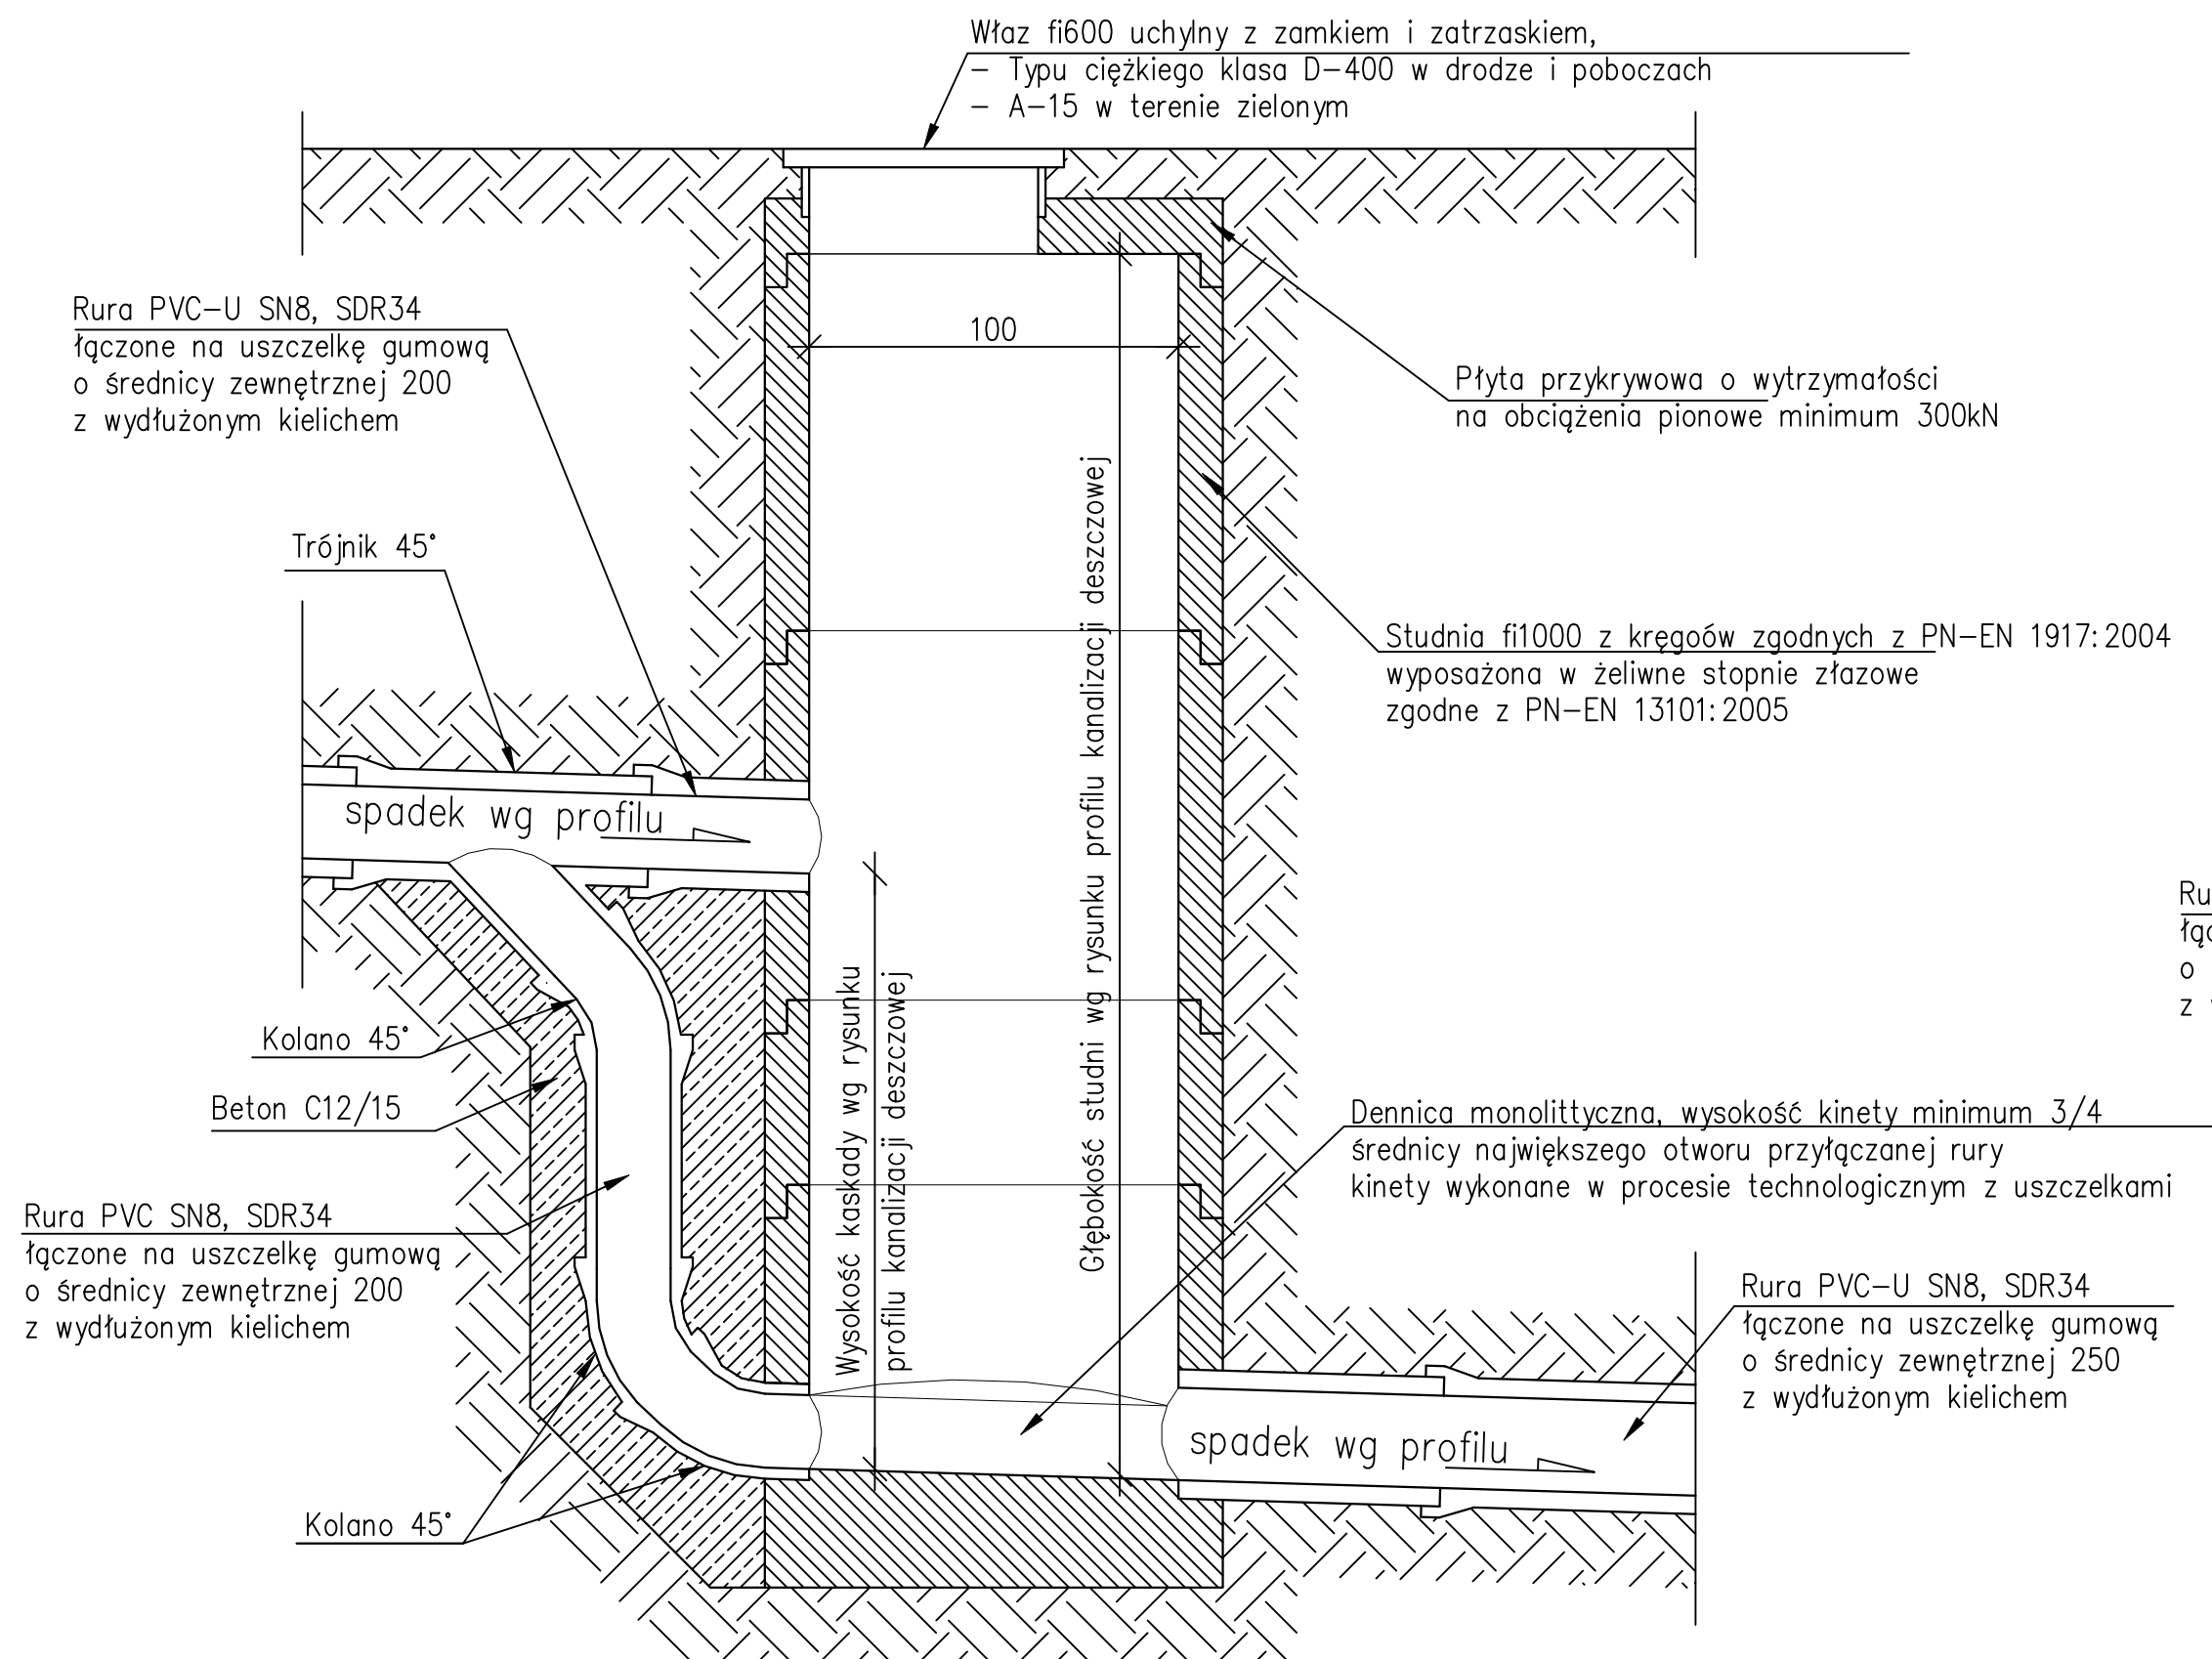 Właz fi600 uchylny z zamkiem i zatrzaskiem,
– Typu ciężkiego klasa D–400 w drodze i poboczach
– A–15 w terenie zielonym
Rura PVC–U SN8, SDR34
łączone na uszczelkę gumową
o średnicy zewnętrznej 200
z wydłużonym kielichem
100
Płyta przykrywowa o wytrzymałości
na obciążenia pionowe minimum 300kN
Trójnik 45°
Studnia fi1000 z kręgoów zgodnych z PN–EN 1917:2004
wyposażona w żeliwne stopnie złazowe
zgodne z PN–EN 13101:2005
spadek wg profilu
Głębokość studni wg rysunku profilu kanalizacji deszczowej
Wysokość kaskady wg rysunku
profilu kanalizacji deszczowej
Kolano 45°
Beton C12/15
Dennica monolittyczna, wysokość kinety minimum 3/4
średnicy największego otworu przyłączanej rury
kinety wykonane w procesie technologicznym z uszczelkami
Rura PVC SN8, SDR34
łączone na uszczelkę gumową
o średnicy zewnętrznej 200
z wydłużonym kielichem
Rura PVC–U SN8, SDR34
łączone na uszczelkę gumową
o średnicy zewnętrznej 250
z wydłużonym kielichem
spadek wg profilu
Kolano 45°